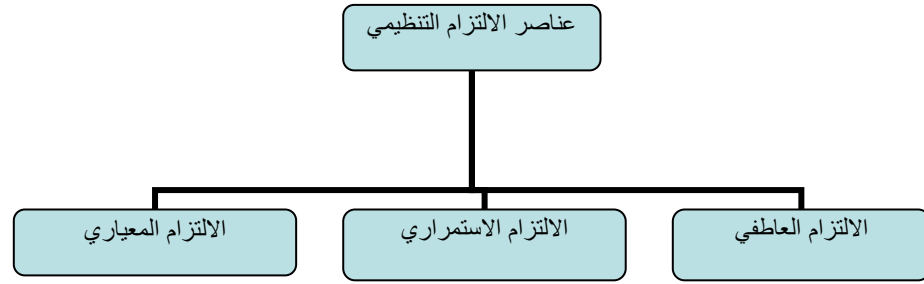 عناصر الالتزام التنظيمي
الالتزام العاطفي
الالتزام الاستمراري
الالتزام المعياري